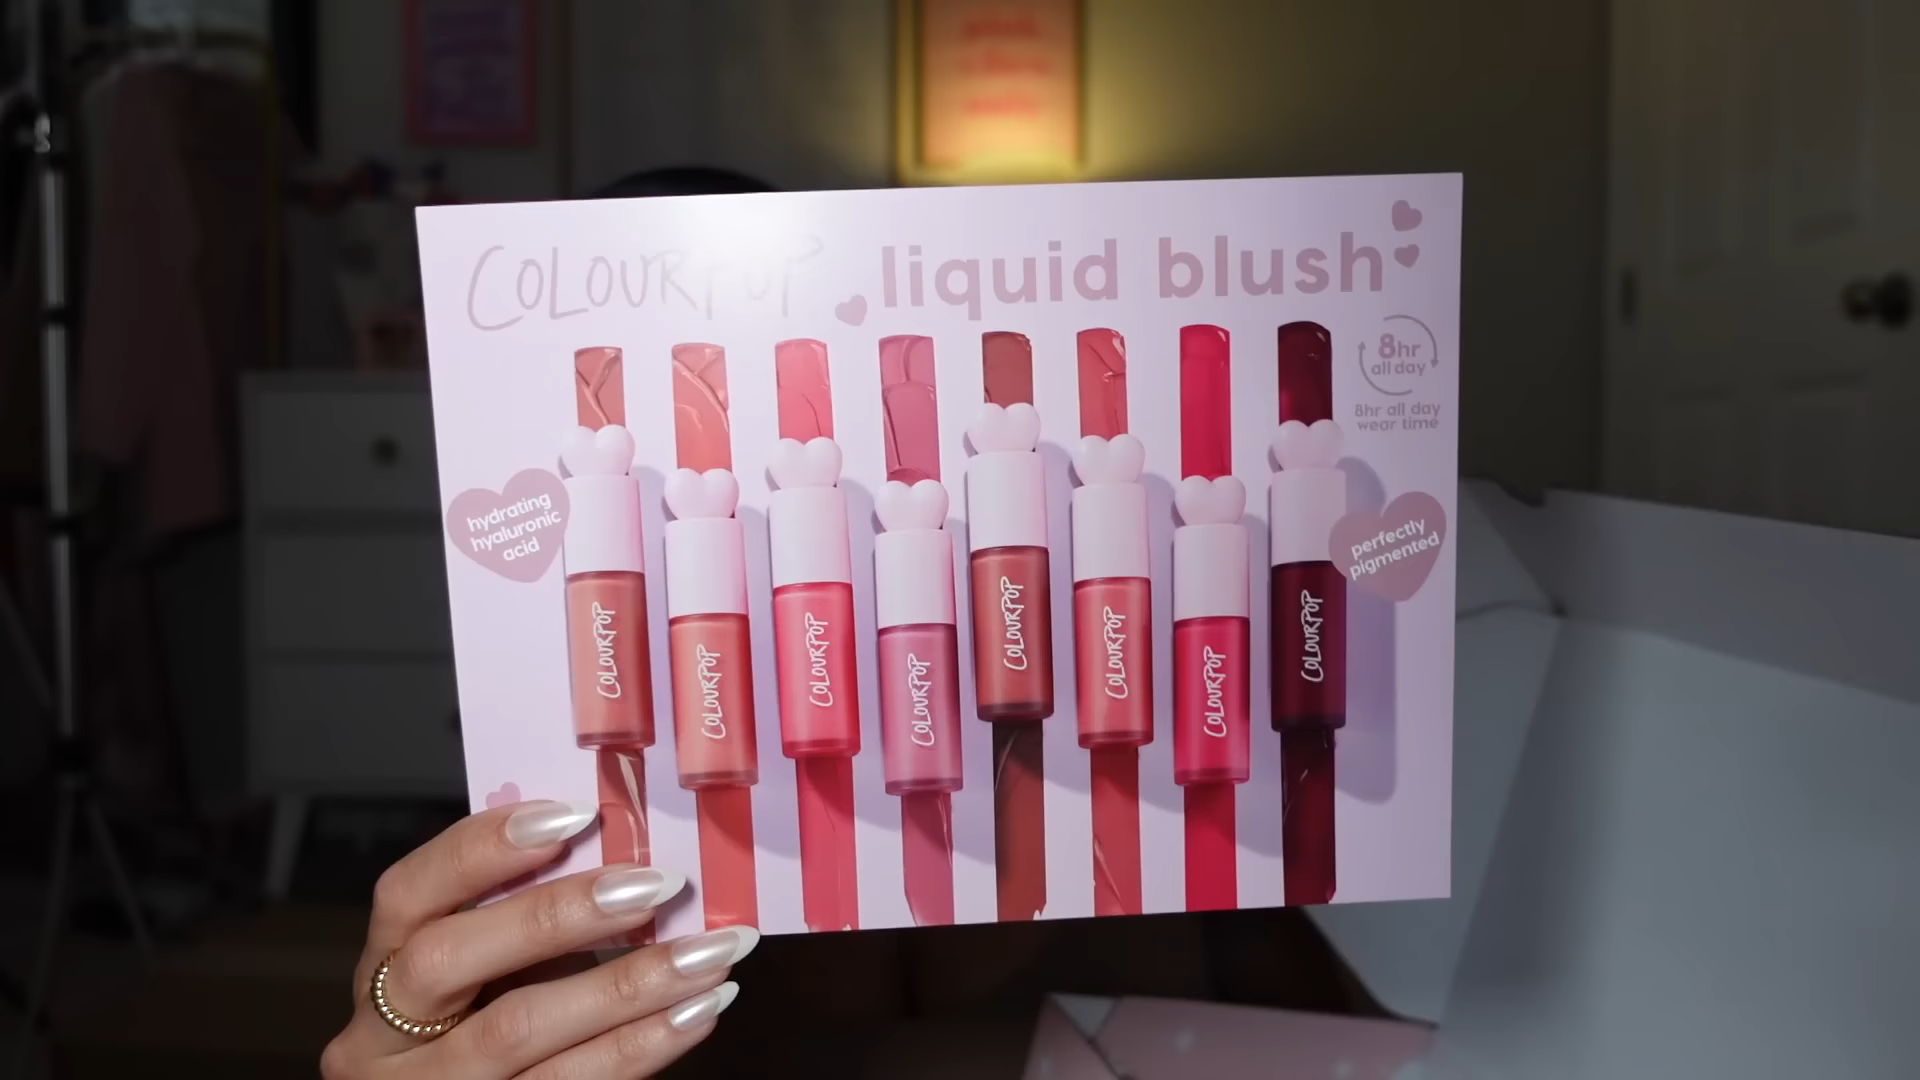 COLOURPOP liquid blush
8hr
all day
8hr all day
wear time
hydrating
hyaluronic
acid
perfectly
pigmented
COLOURPOP
COLOURPOP
COLOURPOP
COLOURPOP
COLOURPOP
COLOURPOP
COLOURPOP
COLOURPOP